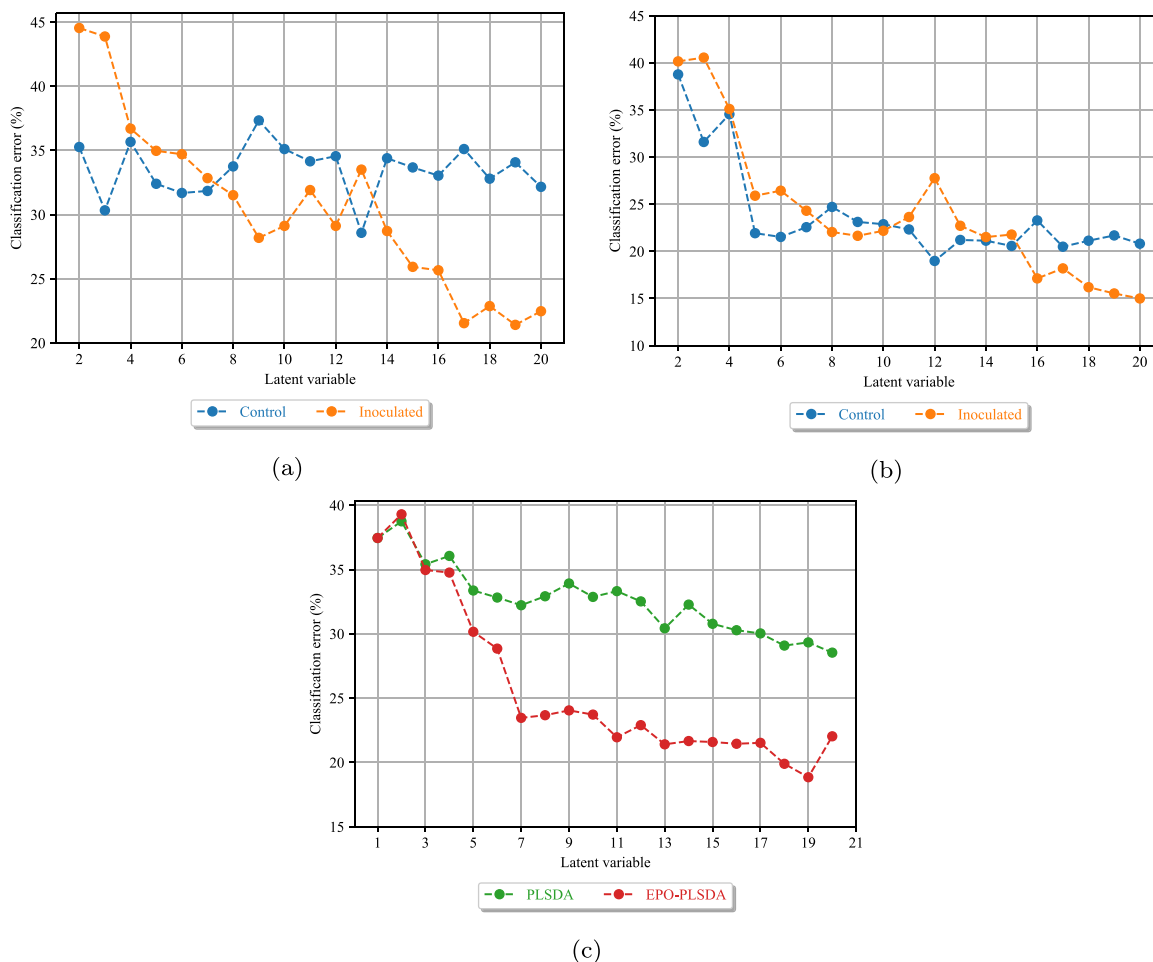 45
40
35
30
25
20
Classification error (%)
2 4 6 8 10 12 14 16 18 20
Latent variable
Control Inoculated
(a)
45
40
35
30
25
20
15
10
Classification error (%)
2 4 6 8 10 12 14 16 18 20
Latent variable
Control Inoculated
(b)
40
35
30
25
20
15
Classification error (%)
1 3 5 7 9 11 13 15 17 19 21
Latent variable
PLSDA EPO-PLSDA
(c)